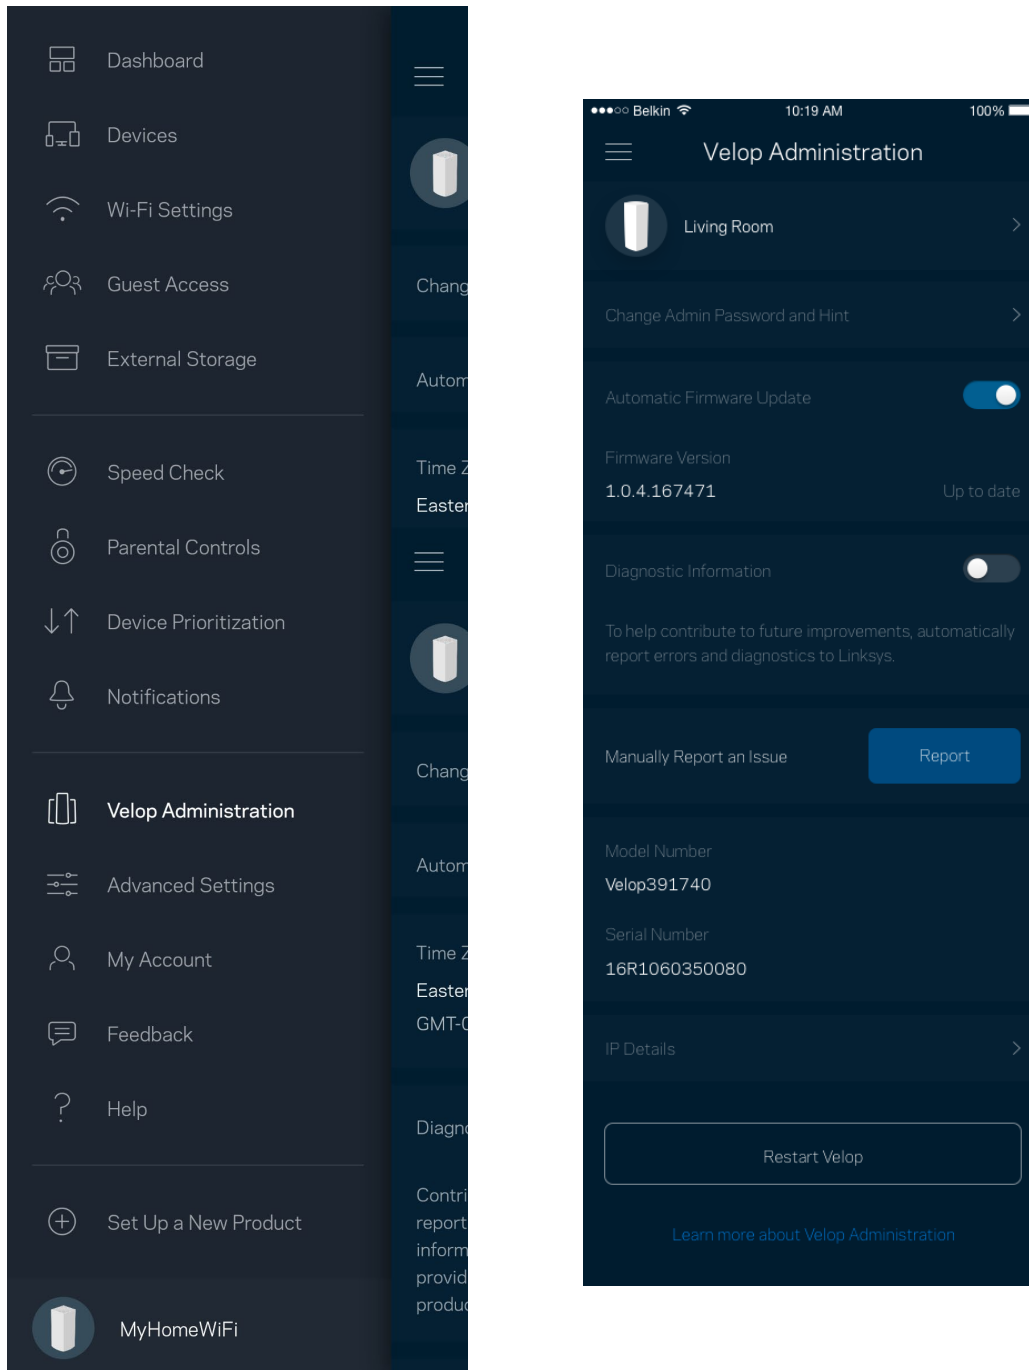 Dashboard
Devices
Wi-Fi Settings
Guest Access
External Storage
Speed Check
Parental Controls
Device Prioritization
Notifications
Velop Administration
Advanced Settings
My Account
Feedback
Help
Set Up a New Product
MyHomeWiFi
Chang
Autom
Time Z
Easter
Chang
Autom
Time Z
Easter
GMT-0
Diagno
Contri
report
inform
provid
produc
Belkin 10:19 AM 100%
Velop Administration
Living Room
Change Admin Password and Hint
Automatic Firmware Update
Firmware Version
1.0.4.167471 Up to date
Diagnostic Information
To help contribute to future improvements, automatically
report errors and diagnostics to Linksys.
Manually Report an Issue Report
Model Number
Velop391740
Serial Number
16R1060350080
IP Details
Restart Velop
Learn more about Velop Administration